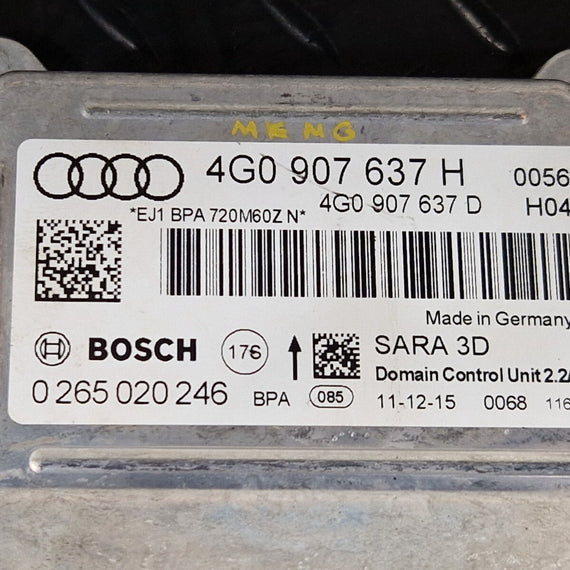 MKMG
4G0 907 637 H 0056
*EJ1 BPA 720M60Z N* 4G0 907 637 D H04
Made in Germany
BOSCH 176 SARA 3D
Domain Control Unit 2.2/
0 265 020 246 BPA 085 11-12-15 0068 116